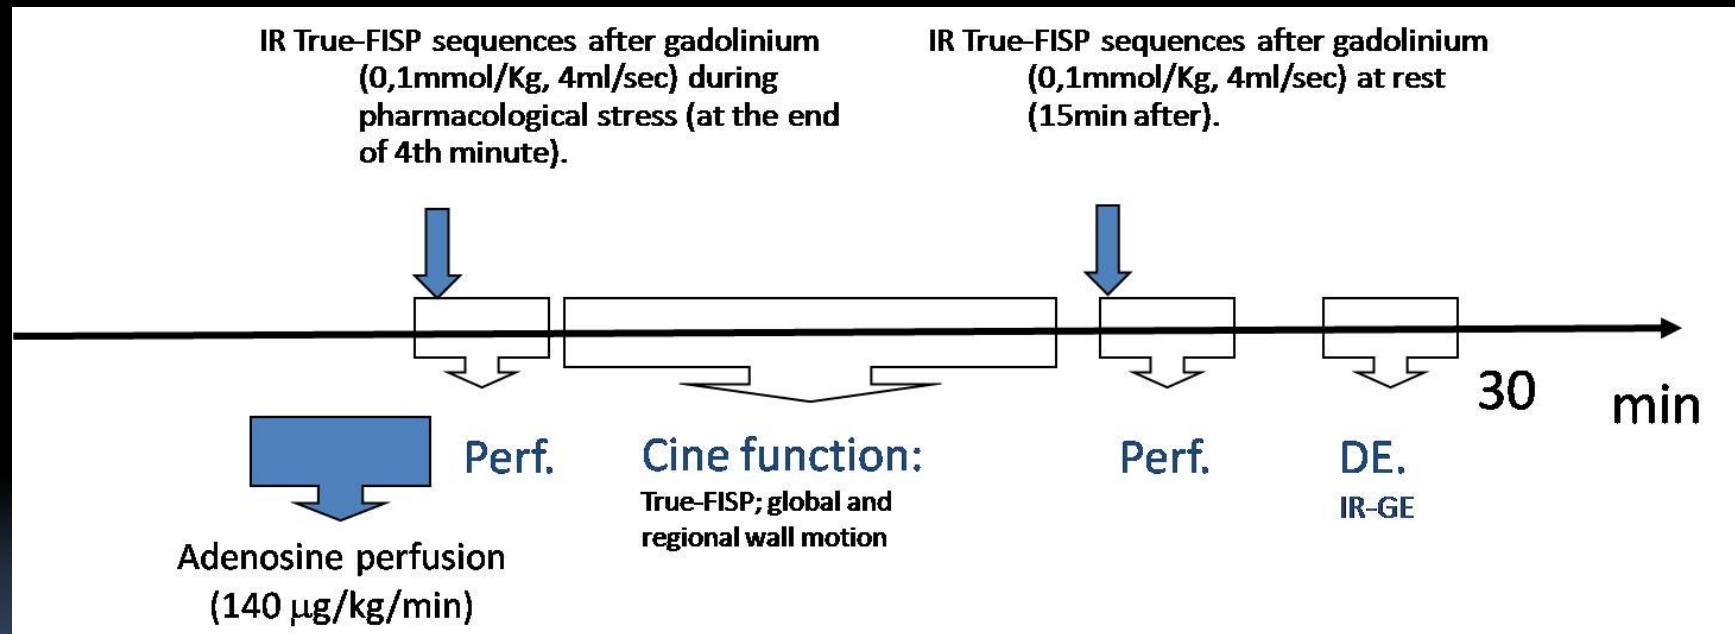 IR True-FISP sequences after gadolinium
(0,1mmol/Kg, 4ml/sec) during
pharmacological stress (at the end
of 4th minute).
IR True-FISP sequences after gadolinium
(0,1mmol/Kg, 4ml/sec) at rest
(15min after).
30
min
Perf.
Cine function:
True-FISP; global and
regional wall motion
Perf.
DE.
IR-GE
Adenosine perfusion
(140 µg/kg/min)